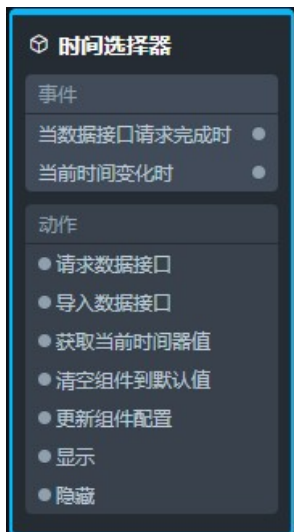 时间选择器
事件
当数据接口请求完成时
当前时间变化时
动作
请求数据接口
导入数据接口
获取当前时间器值
清空组件到默认值
更新组件配置
显示
隐藏